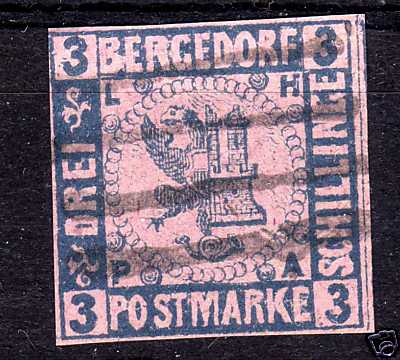 3 BERGEDORF 3
DREI
L H
P A
SCHILLINGE
3 POSTMARKE 3